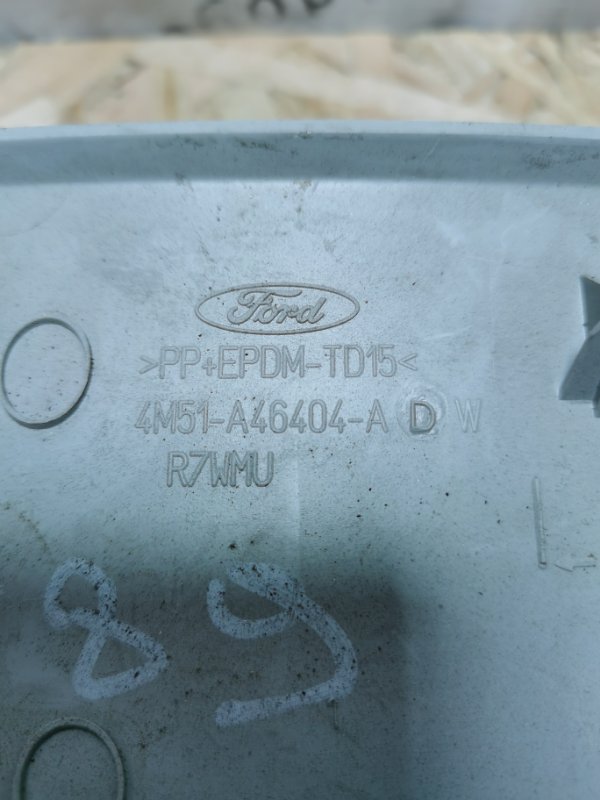 Ford
>PP+EPDM-TD15<
4M51-A46404-A D W
R7WMU
89